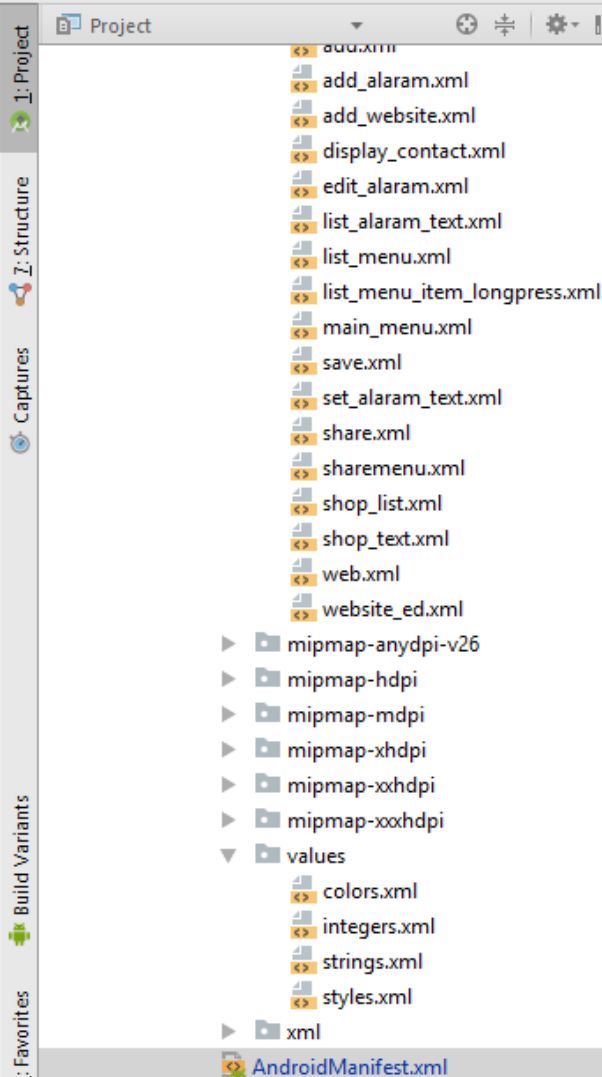 Project
add.xml
add_alaram.xml
add_website.xml
display_contact.xml
edit_alaram.xml
list_alaram_text.xml
list_menu.xml
list_menu_item_longpress.xml
main_menu.xml
save.xml
set_alaram_text.xml
share.xml
sharemenu.xml
shop_list.xml
shop_text.xml
web.xml
website_ed.xml
mipmap-anydpi-v26
mipmap-hdpi
mipmap-mdpi
mipmap-xhdpi
mipmap-xxhdpi
mipmap-xxxhdpi
values
colors.xml
integers.xml
strings.xml
styles.xml
xml
AndroidManifest.xml
1: Project
7: Structure
Captures
Build Variants
: Favorites